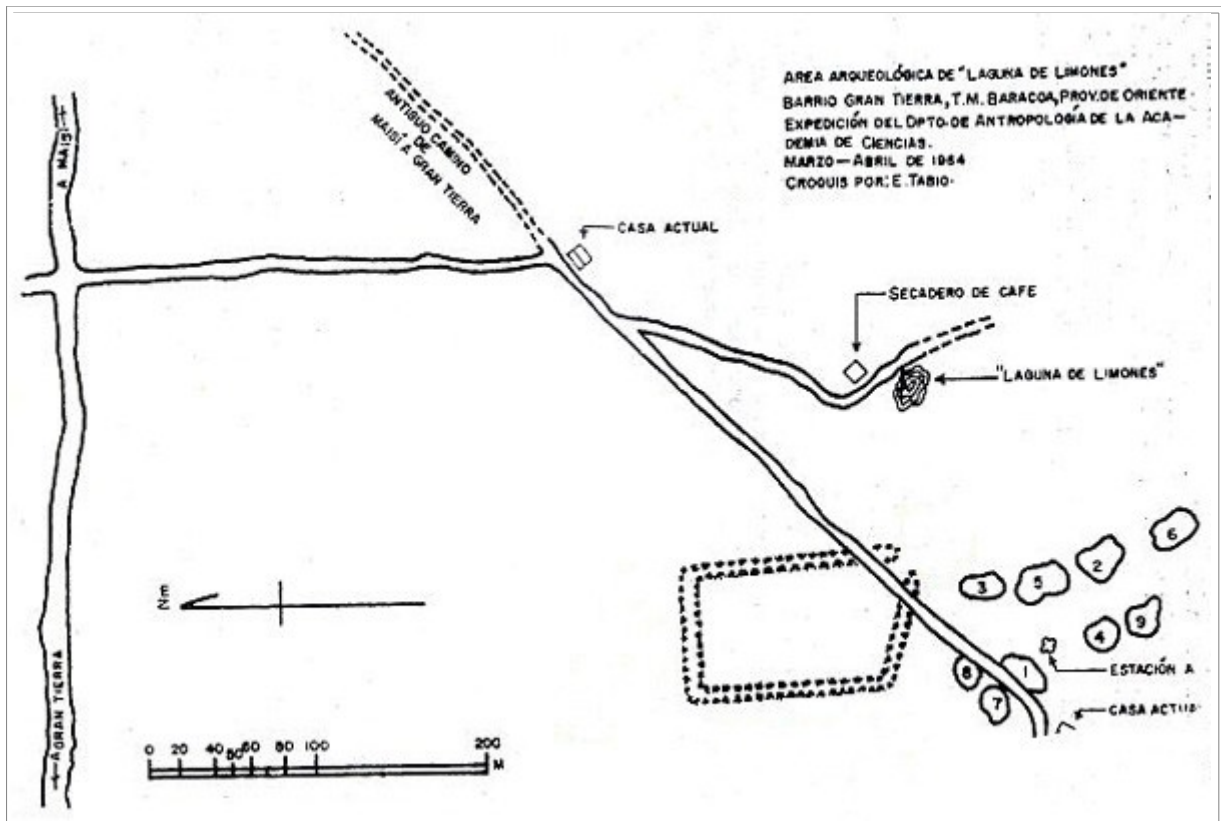 AREA ARQUEOLÓGICA DE "LAGUNA DE LIMONES"
BARRIO GRAN TIERRA, T.M. BARACOA, PROV. DE ORIENTE.
EXPEDICIÓN DEL DPTO. DE ANTROPOLOGÍA DE LA ACA-
DEMIA DE CIENCIAS.
MARZO-ABRIL DE 1964
CROQUIS POR: E. TABIO.
A MAISÍ
ANTIGUO CAMINO
DE
MAISÍ A GRAN TIERRA
CASA ACTUAL
SECADERO DE CAFE
"LAGUNA DE LIMONES"
6
2
5
3
9
4
1
8
7
ESTACIÓN A
CASA ACTUA
Nm
A GRAN TIERRA
0 20 40 50 60 80 100 200
M